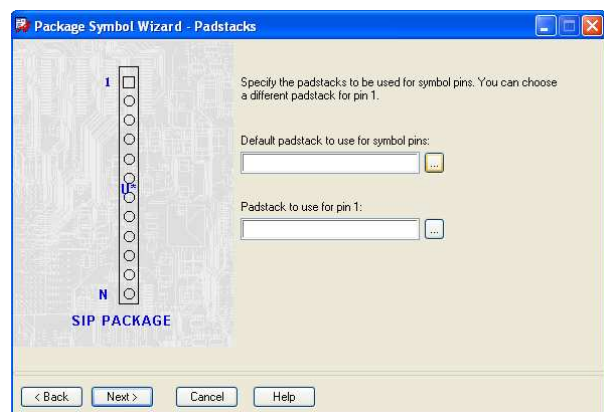 Package Symbol Wizard - Padstacks
1
U*
N
SIP PACKAGE
Specify the padstacks to be used for symbol pins. You can choose
a different padstack for pin 1.
Default padstack to use for symbol pins:
...
Padstack to use for pin 1:
...
< Back
Next >
Cancel
Help